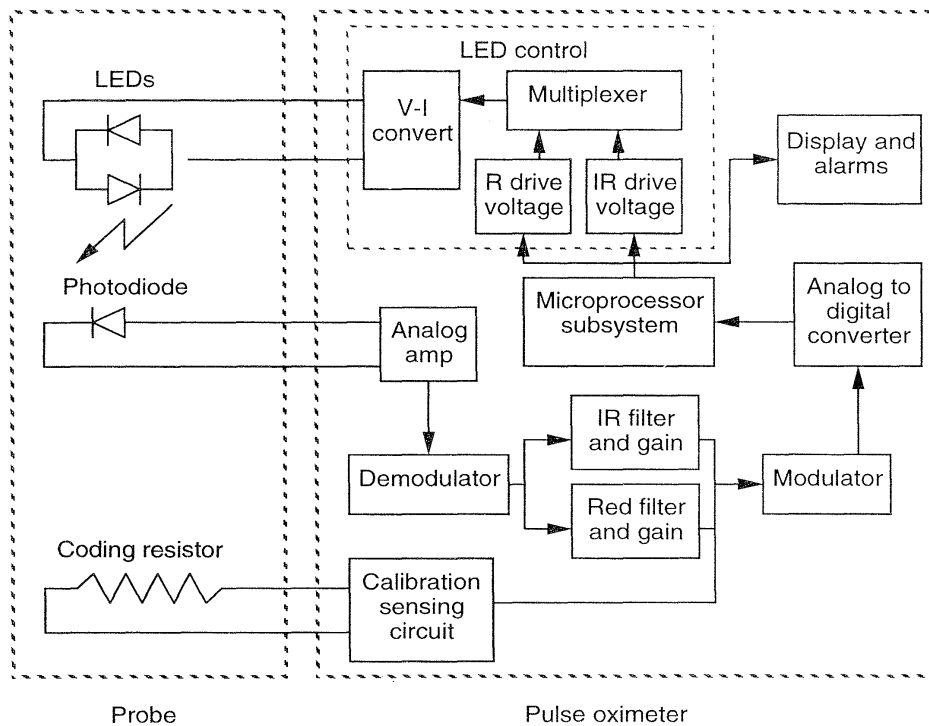 LED control
LEDs
V-I
convert
Multiplexer
R drive
voltage
IR drive
voltage
Display and
alarms
Photodiode
Analog
amp
Microprocessor
subsystem
Analog to
digital
converter
IR filter
and gain
Demodulator
Red filter
and gain
Modulator
Coding resistor
Calibration
sensing
circuit
Probe
Pulse oximeter